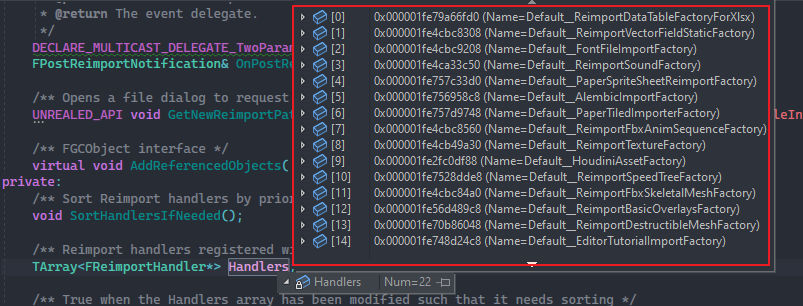 * @return The event delegate.
*/
DECLARE_MULTICAST_DELEGATE_TwoParam
FPostReimportNotification& OnPostRe
/** Opens a file dialog to request
UNREALED_API void GetNewReimportPat
leIn
/** FGCObject interface */
virtual void AddReferencedObjects(
private:
/** Sort Reimport handlers by prior
void SortHandlersIfNeeded();
/** Reimport handlers registered wi
TArray<FReimportHandler*> Handlers;
/** True when the Handlers array has been modified such that it needs sorting */
[0] 0x000001fe79a66fd0 (Name=Default__ReimportDataTableFactoryForXlsx)
[1] 0x000001fe4cbc8308 (Name=Default__ReimportVectorFieldStaticFactory)
[2] 0x000001fe4cbc9208 (Name=Default__FontFileImportFactory)
[3] 0x000001fe4ca33c50 (Name=Default__ReimportSoundFactory)
[4] 0x000001fe757c33d0 (Name=Default__PaperSpriteSheetReimportFactory)
[5] 0x000001fe756958c8 (Name=Default__AlembicImportFactory)
[6] 0x000001fe757d9748 (Name=Default__PaperTiledImporterFactory)
[7] 0x000001fe4cbc8560 (Name=Default__ReimportFbxAnimSequenceFactory)
[8] 0x000001fe4cb49a30 (Name=Default__ReimportTextureFactory)
[9] 0x000001fe2fc0df88 (Name=Default__HoudiniAssetFactory)
[10] 0x000001fe7528dde8 (Name=Default__ReimportSpeedTreeFactory)
[11] 0x000001fe4cbc84a0 (Name=Default__ReimportFbxSkeletalMeshFactory)
[12] 0x000001fe56d489c8 (Name=Default__ReimportBasicOverlaysFactory)
[13] 0x000001fe70b86048 (Name=Default__ReimportDestructibleMeshFactory)
[14] 0x000001fe748d24c8 (Name=Default__EditorTutorialImportFactory)
Handlers Num=22